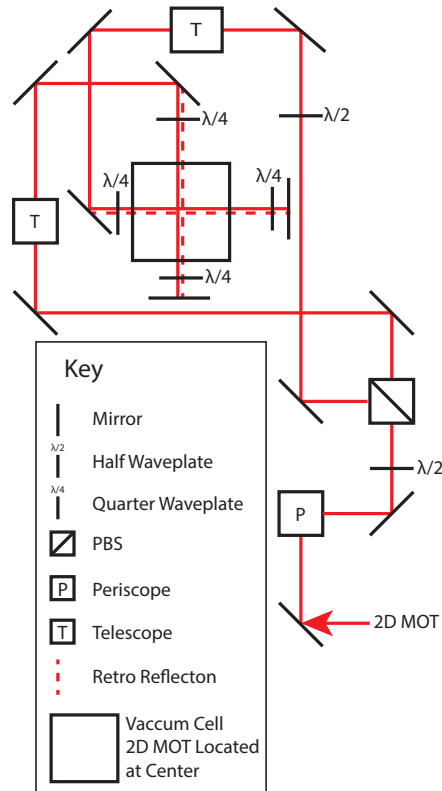 T
λ/2
λ/4
λ/4
λ/4
T
λ/4
Key
Mirror
λ/2
Half Waveplate
λ/4
Quarter Waveplate
PBS
P
Periscope
T
Telescope
Retro Reflecton
Vaccum Cell
2D MOT Located
at Center
λ/2
P
2D MOT